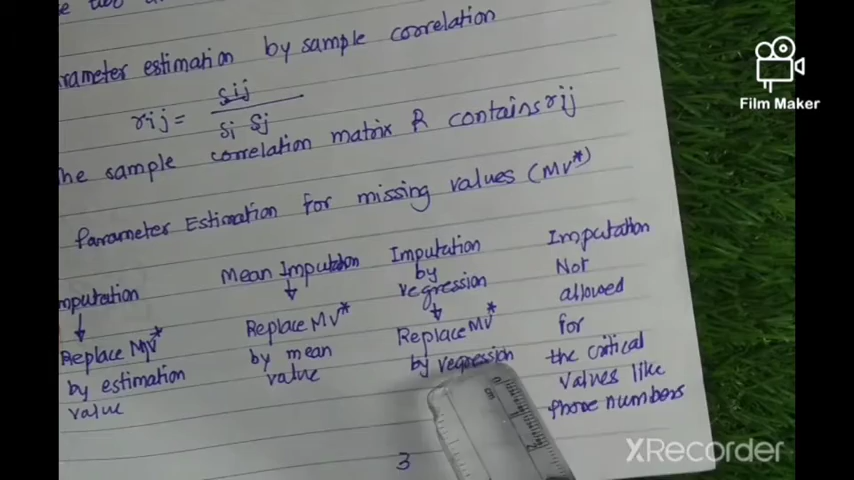 arameter estimation by sample correlation
rij = sij / si sj
he sample correlation matrix R contains rij
Parameter Estimation for missing values (MV*)
mputation
↓
Replace MV*
by estimation
value
Mean Imputation
↓
Replace MV*
by mean
value
Imputation
by
regression
↓
Replace MV*
by regression
Imputation
Not
allowed
for
the critical
values like
phone numbers
3
Film Maker
XRecorder